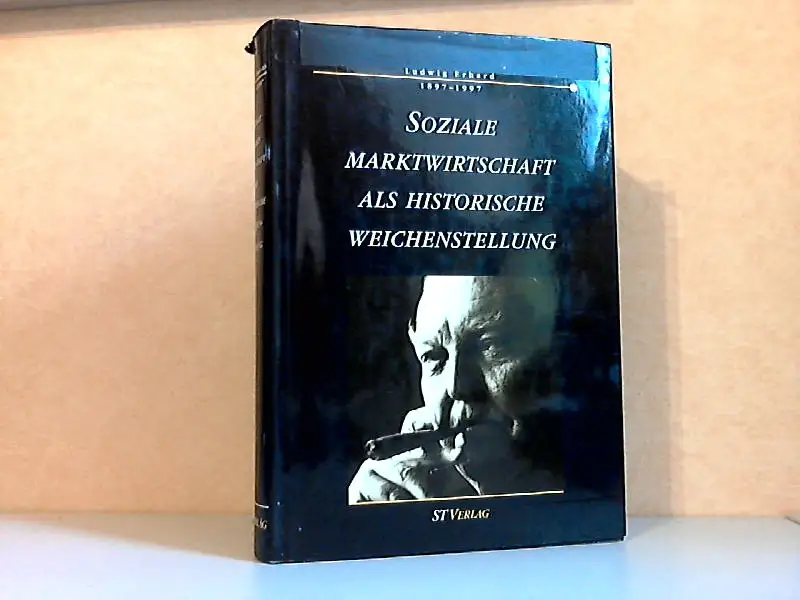 Ludwig Erhard
1897-1997
SOZIALE
MARKTWIRTSCHAFT
ALS HISTORISCHE
WEICHENSTELLUNG
ST VERLAG